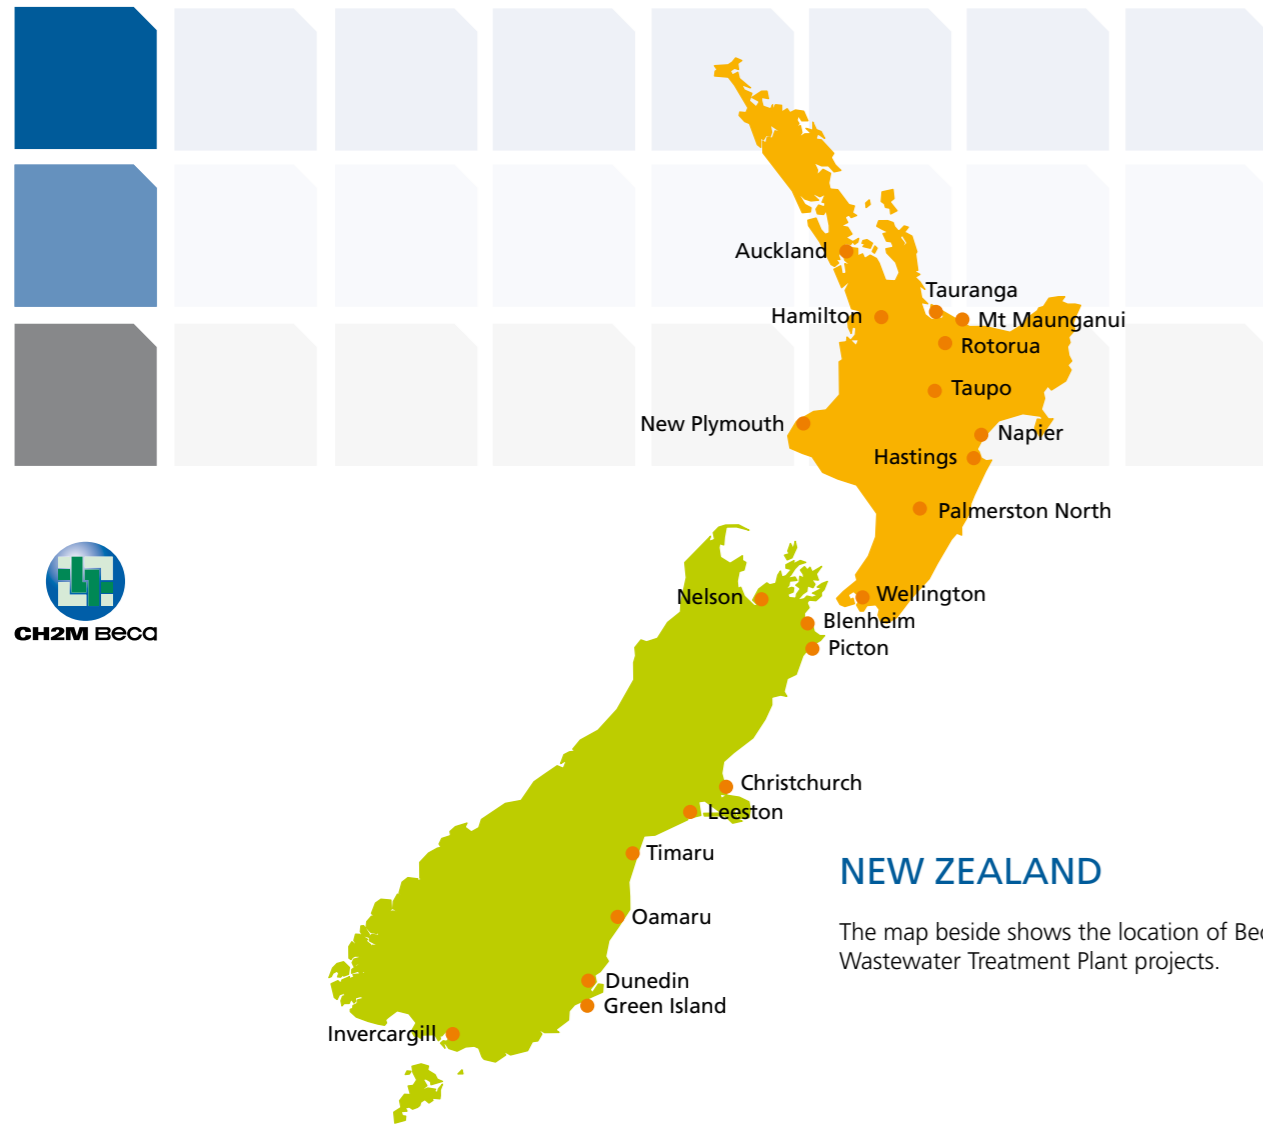 Auckland
Tauranga
Hamilton
Mt Maunganui
Rotorua
Taupo
New Plymouth
Napier
Hastings
Palmerston North
CH2M Beca
Nelson
Wellington
Blenheim
Picton
Christchurch
Leeston
Timaru
NEW ZEALAND
Oamaru
The map beside shows the location of
Wastewater Treatment Plant projects.
Dunedin
Green Island
Invercargill